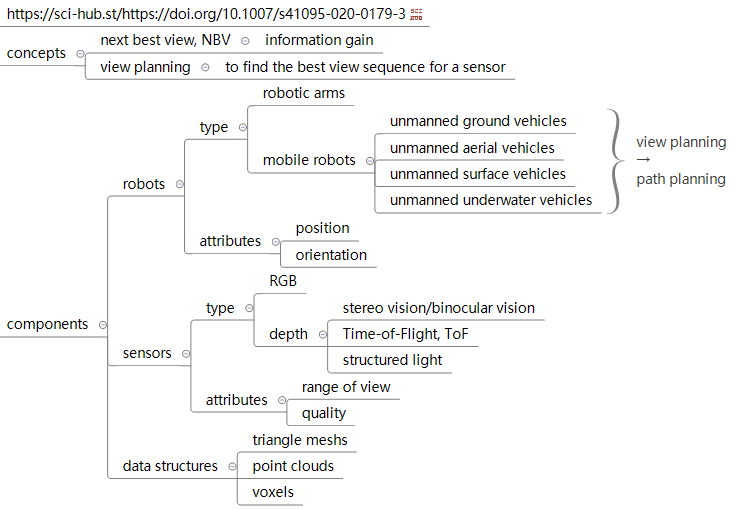 https://sci-hub.st/https://doi.org/10.1007/s41095-020-0179-3 SCI HUB
concepts
next best view, NBV
information gain
view planning
to find the best view sequence for a sensor
components
robots
type
robotic arms
mobile robots
unmanned ground vehicles
unmanned aerial vehicles
unmanned surface vehicles
unmanned underwater vehicles
view planning
→
path planning
attributes
position
orientation
sensors
type
RGB
depth
stereo vision/binocular vision
Time-of-Flight, ToF
structured light
attributes
range of view
quality
data structures
triangle meshs
point clouds
voxels